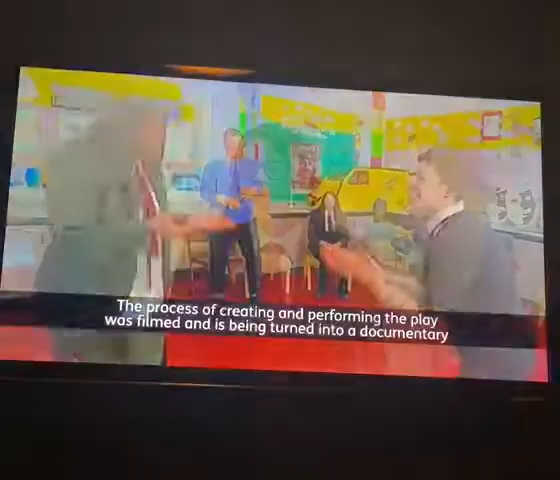 The process of creating and performing the play
was filmed and is being turned into a documentary